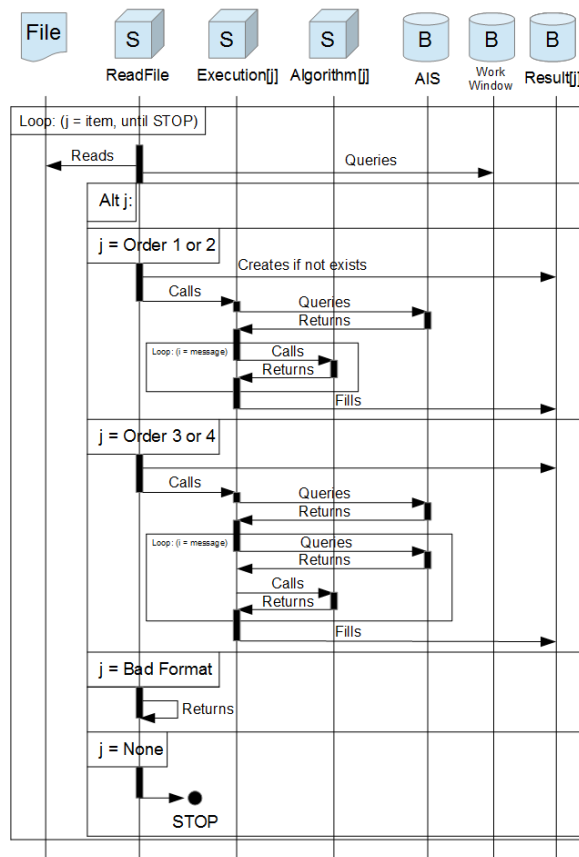 File
S
S
S
B
B
B
ReadFile
Execution[j]
Algorithm[j]
AIS
Work
Window
Result[j]
Loop: (j = item, until STOP)
Reads
Queries
Alt j:
j = Order 1 or 2
Creates if not exists
Calls
Queries
Returns
Loop: (i = message)
Calls
Returns
Fills
j = Order 3 or 4
Calls
Queries
Returns
Loop: (i = message)
Queries
Returns
Calls
Returns
Fills
j = Bad Format
Returns
j = None
STOP